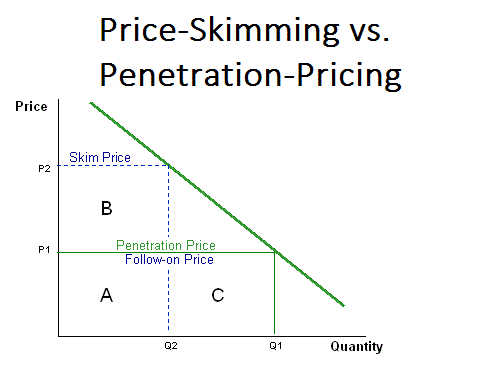 Price-Skimming vs.
Penetration-Pricing
Price
Skim Price
P2
B
Penetration Price
P1
Follow-on Price
A
C
Q2
Q1
Quantity